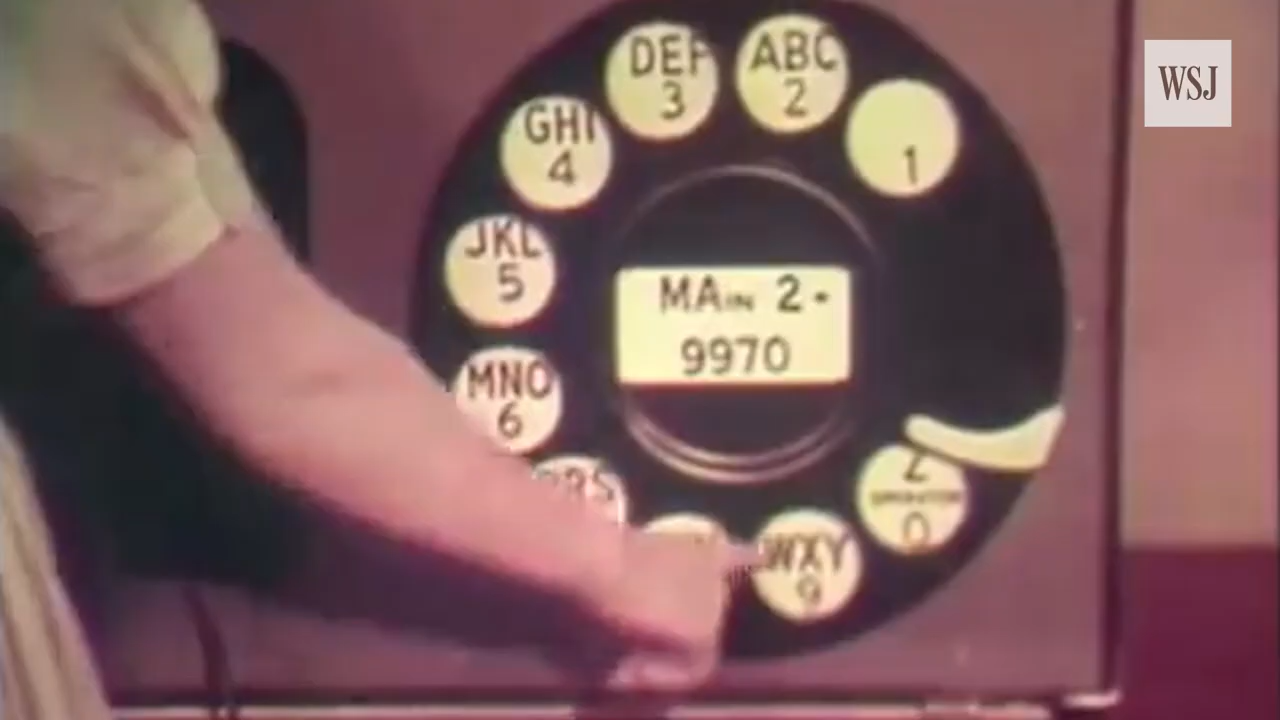 WSJ
ABC
2
1
DEF
3
GHI
4
JKL
5
MAIN 2-
9970
MNO
6
PRS
Z
OPERATOR
0
WXY
9